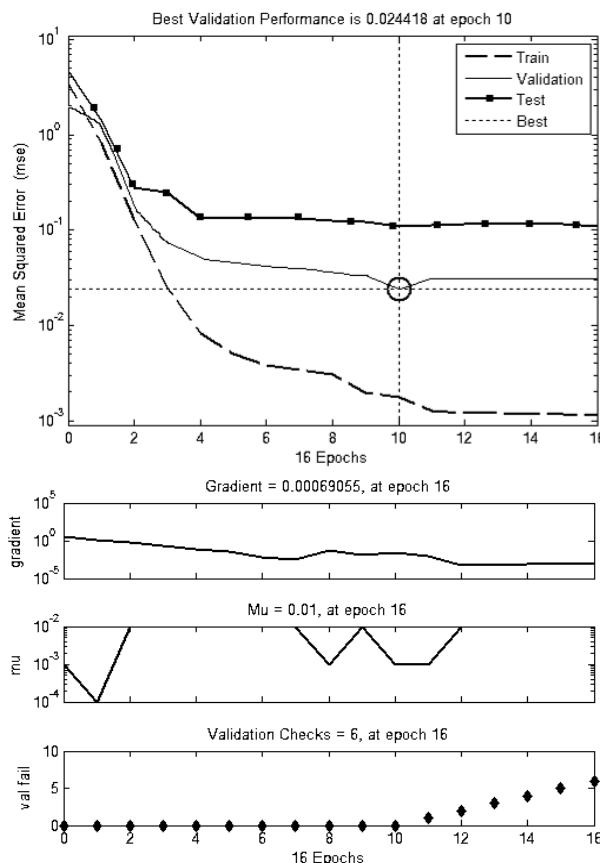 Best Validation Performance is 0.024418 at epoch 10
10^1
10^0
10^-1
10^-2
10^-3
Mean Squared Error (mse)
Train
Validation
Test
Best
0 2 4 6 8 10 12 14 16
16 Epochs
Gradient = 0.00069055, at epoch 16
10^5
10^0
10^-5
gradient
Mu = 0.01, at epoch 16
10^-2
10^-3
10^-4
mu
Validation Checks = 6, at epoch 16
10
5
0
val fail
0 2 4 6 8 10 12 14 16
16 Epochs